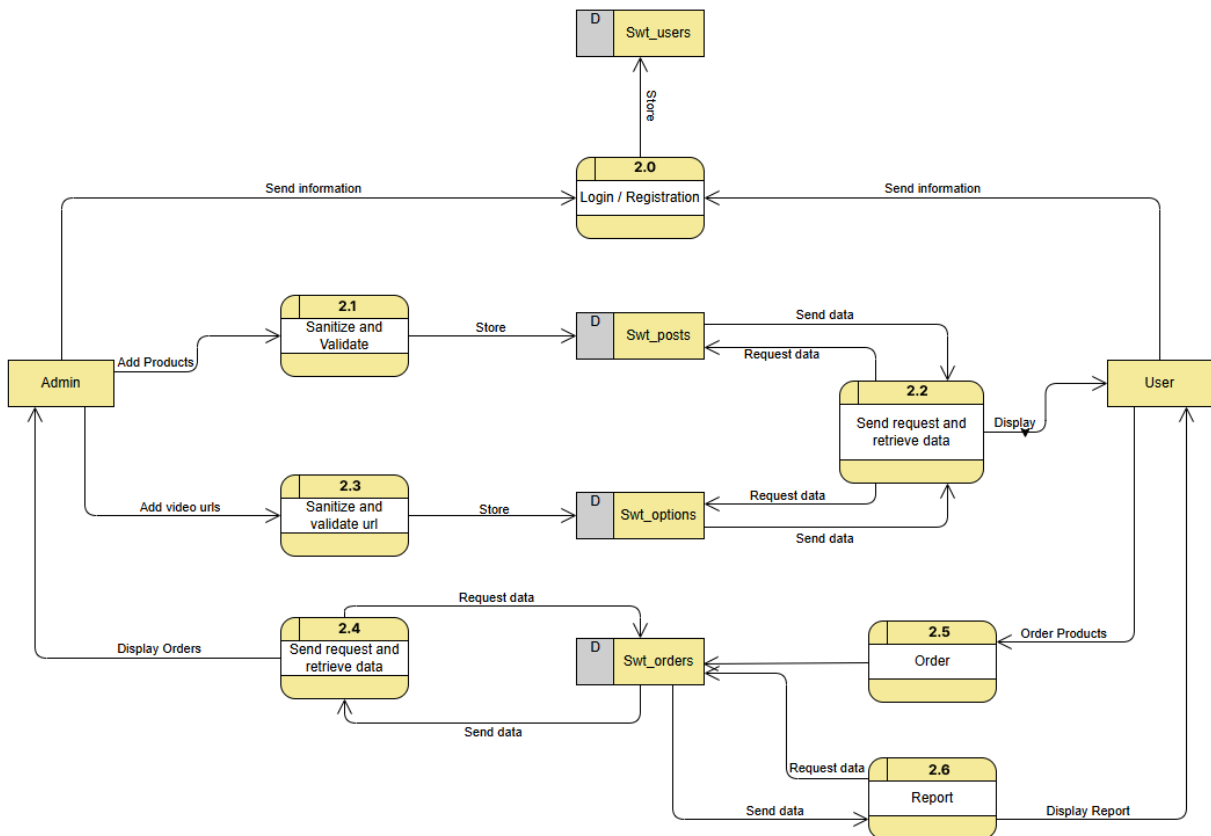 D
Swt_users
Store
2.0
Login / Registration
Send information
Send information
2.1
Sanitize and
Validate
Store
D
Swt_posts
Send data
Request data
Add Products
Admin
User
2.2
Send request and
retrieve data
Display
2.3
Sanitize and
validate url
Add video urls
Store
D
Swt_options
Request data
Send data
Request data
2.4
Send request and
retrieve data
Display Orders
D
Swt_orders
Send data
2.5
Order
Order Products
Request data
2.6
Report
Send data
Display Report